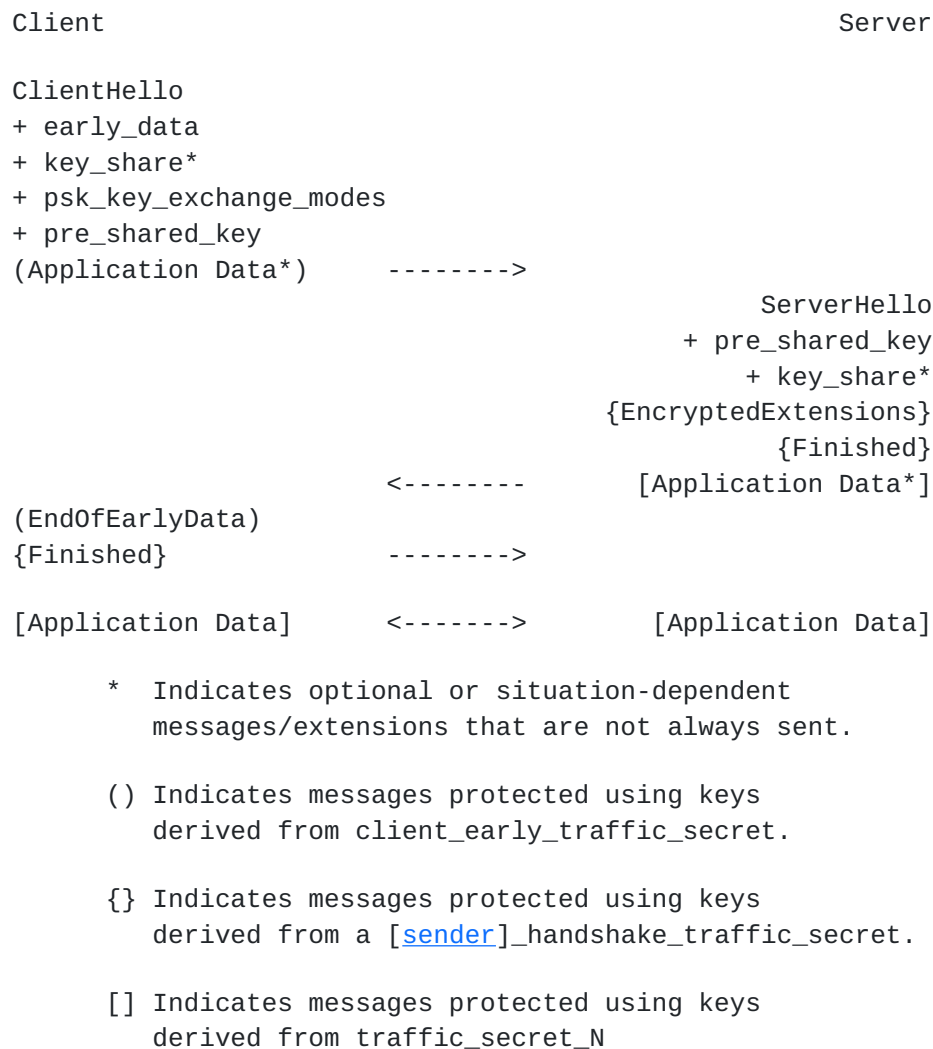 Client                                               Server

ClientHello
+ early_data
+ key_share*
+ psk_key_exchange_modes
+ pre_shared_key
(Application Data*)     -------->
                                                ServerHello
                                           + pre_shared_key
                                               + key_share*
                                      {EncryptedExtensions}
                                                 {Finished}
                        <--------       [Application Data*]
(EndOfEarlyData)
{Finished}              -------->

[Application Data]      <------->        [Application Data]

      *  Indicates optional or situation-dependent
         messages/extensions that are not always sent.

      () Indicates messages protected using keys
         derived from client_early_traffic_secret.

      {} Indicates messages protected using keys
         derived from a [sender]_handshake_traffic_secret.

      [] Indicates messages protected using keys
         derived from traffic_secret_N